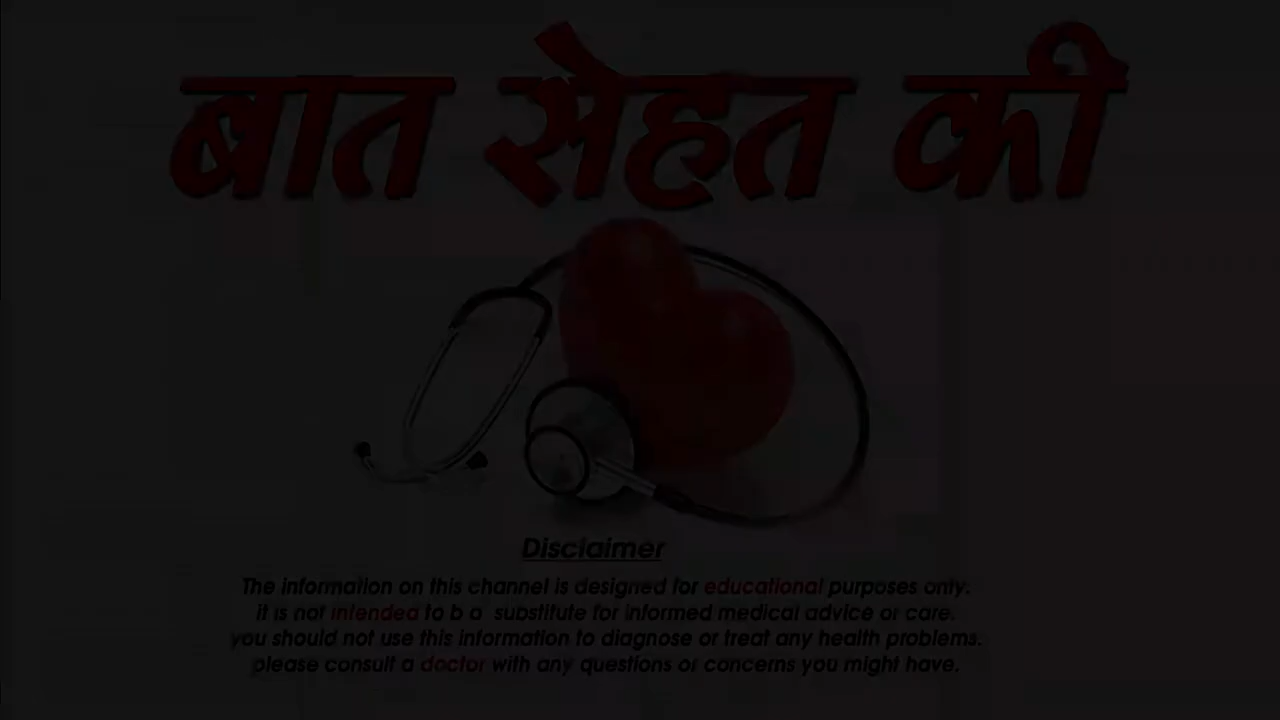 बात सेहत की
Disclaimer
The information on this channel is designed for educational purposes only.
it is not intended to b a substitute for informed medical advice or care.
you should not use this information to diagnose or treat any health problems.
please consult a doctor with any questions or concerns you might have.